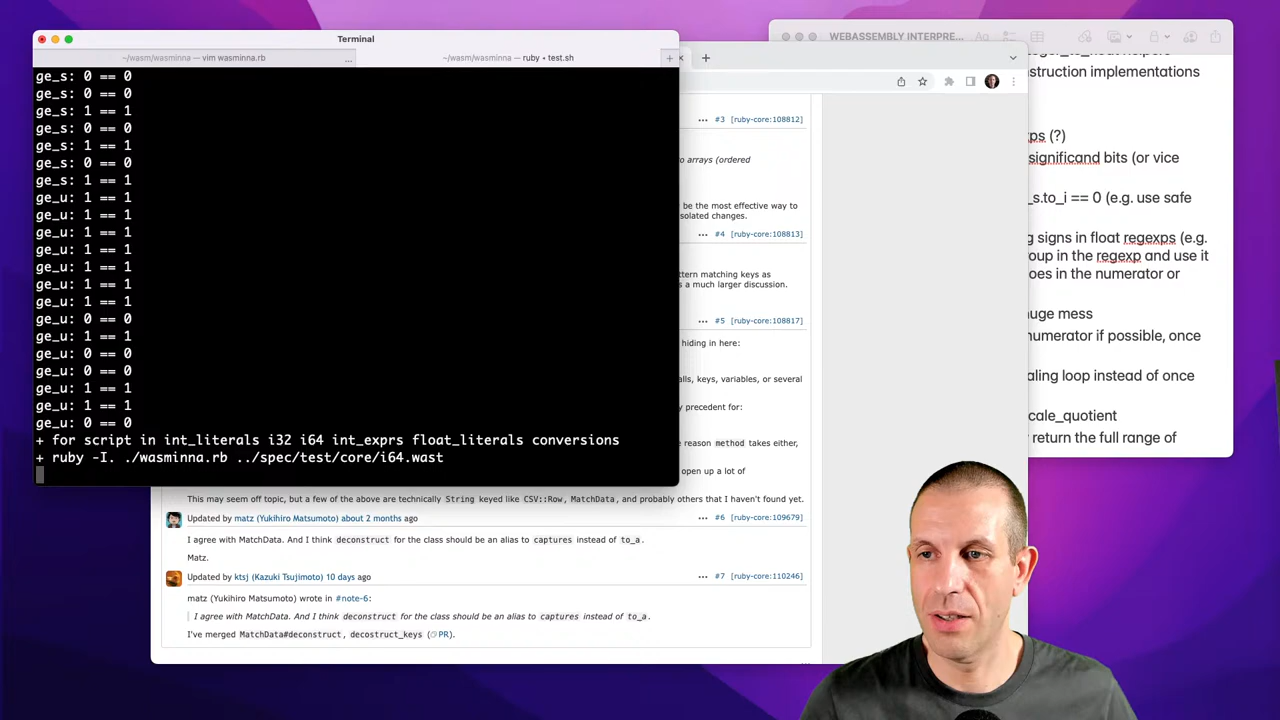 Terminal
~/wasm/wasminna — vim wasminna.rb
...
~/wasm/wasminna — ruby • test.sh
+
ge_s: 0 == 0
ge_s: 0 == 0
ge_s: 1 == 1
ge_s: 0 == 0
ge_s: 1 == 1
ge_s: 0 == 0
ge_s: 1 == 1
ge_u: 1 == 1
ge_u: 1 == 1
ge_u: 1 == 1
ge_u: 1 == 1
ge_u: 1 == 1
ge_u: 1 == 1
ge_u: 1 == 1
ge_u: 0 == 0
ge_u: 1 == 1
ge_u: 0 == 0
ge_u: 0 == 0
ge_u: 1 == 1
ge_u: 1 == 1
ge_u: 0 == 0
+ for script in int_literals i32 i64 int_exprs float_literals conversions
+ ruby -I. ./wasminna.rb ../spec/test/core/i64.wast
#3 [ruby-core:108812]
to arrays (ordered
be the most effective way to
solated changes.
#4 [ruby-core:108813]
ttern matching keys as
s a much larger discussion.
#5 [ruby-core:108817]
hiding in here:
alls, keys, variables, or several
y precedent for:
reason method takes either,
open up a lot of
This may seem off topic, but a few of the above are technically String keyed like CSV::Row, MatchData, and probably others that I haven't found yet.
Updated by matz (Yukihiro Matsumoto) about 2 months ago
#6 [ruby-core:109679]
I agree with MatchData. And I think deconstruct for the class should be an alias to captures instead of to_a.
Matz.
Updated by ktsj (Kazuki Tsujimoto) 10 days ago
#7 [ruby-core:110246]
matz (Yukihiro Matsumoto) wrote in #note-6:
I agree with MatchData. And I think deconstruct for the class should be an alias to captures instead of to_a.
I've merged MatchData#deconstruct, decostruct_keys (PR).
WEBASSEMBLY INTERPRE...
Aa
struction implementations
xps (?)
significand bits (or vice
_s.to_i == 0 (e.g. use safe
g signs in float regexps (e.g.
oup in the regexp and use it
oes in the numerator or
huge mess
numerator if possible, once
aling loop instead of once
cale_quotient
return the full range of